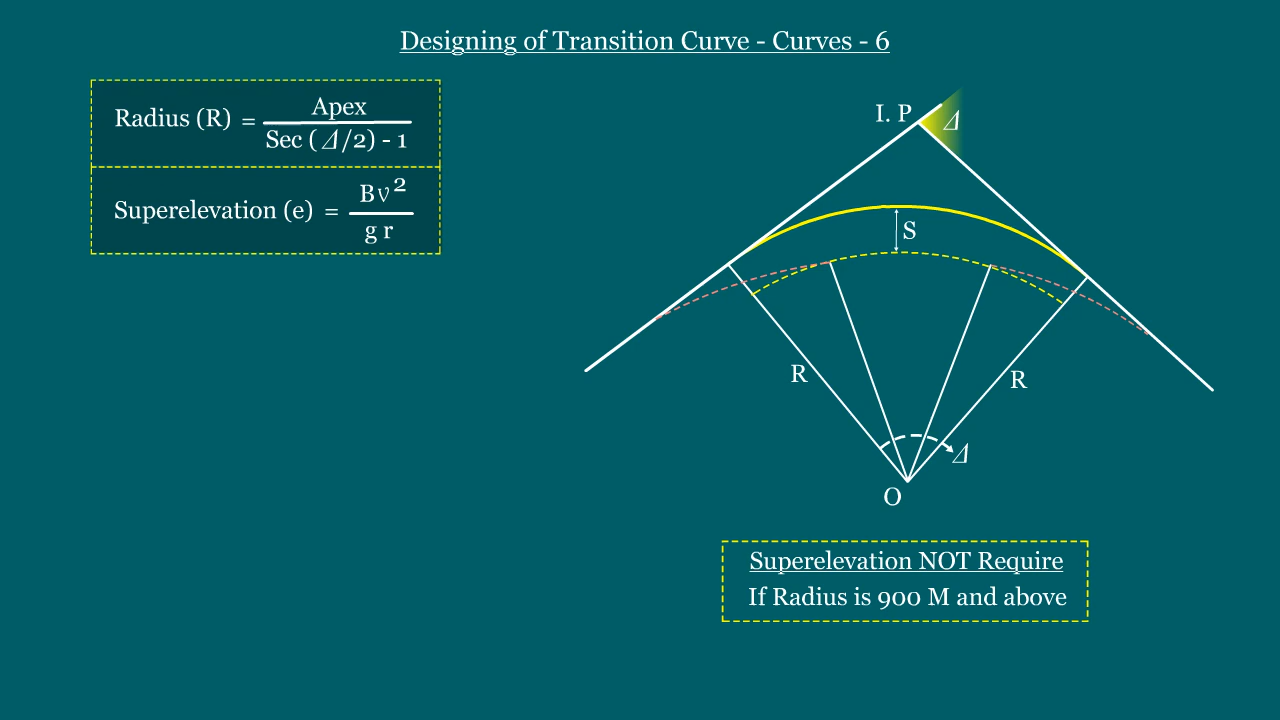 Designing of Transition Curve - Curves - 6
Radius (R) = Apex / Sec (Δ/2) - 1
Superelevation (e) = Bv² / g r
I. P
Δ
S
R
R
Δ
O
Superelevation NOT Require
If Radius is 900 M and above